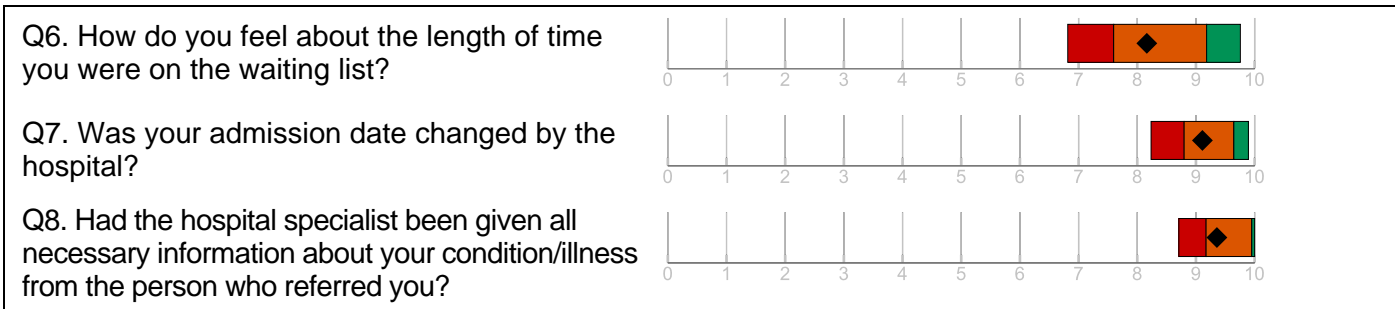 Q6. How do you feel about the length of time
you were on the waiting list?
0 1 2 3 4 5 6 7 8 9 10
Q7. Was your admission date changed by the
hospital?
0 1 2 3 4 5 6 7 8 9 10
Q8. Had the hospital specialist been given all
necessary information about your condition/illness
from the person who referred you?
0 1 2 3 4 5 6 7 8 9 10